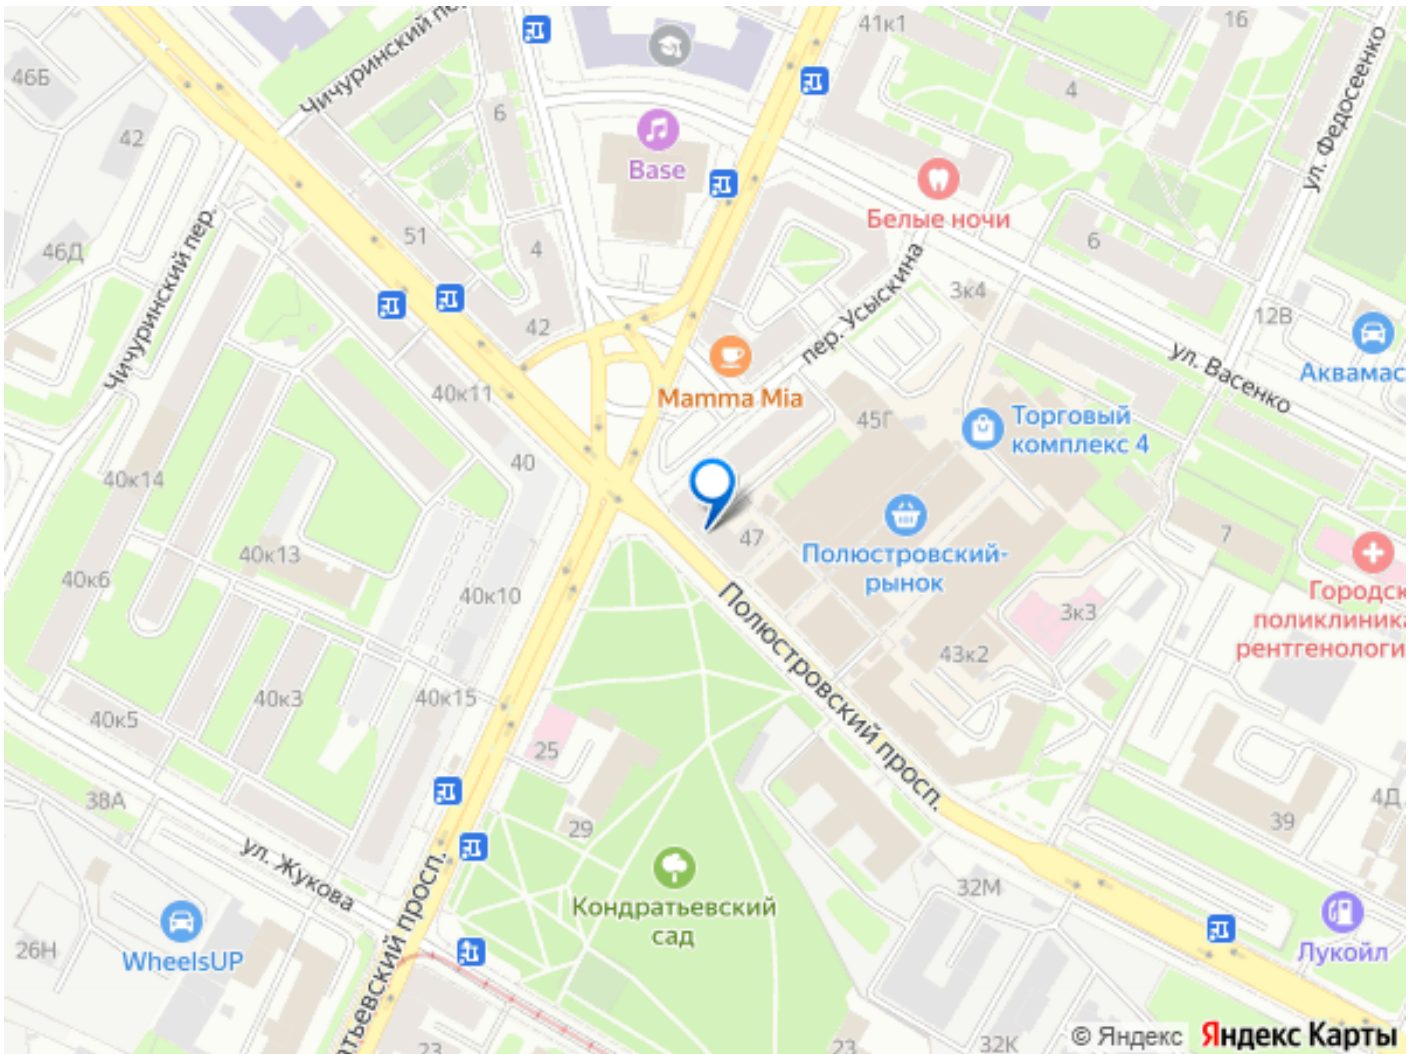 41к1
16
46Б
Чичуринский пе
ул. Федосеенко
42
6
4
Base
Белые ночи
Чичуринский пер.
46Д
51
4
6
пер. Усыскина
3к4
12В
42
ул. Васенко
Аквамас
40к11
Mamma Mia
45Г
Торговый
комплекс 4
40
40к14
47
Полюстровский-
рынок
7
40к13
40к6
40к10
Городск
поликлиника
рентгенологи
3к3
Полюстровский просп.
43к2
40к3
40к15
40к5
25
38А
29
4Д
39
ул. Жукова
атьевский просп.
32М
Кондратьевский
сад
26Н
WheelsUP
Лукойл
23
23
32К
© Яндекс
Яндекс Карты